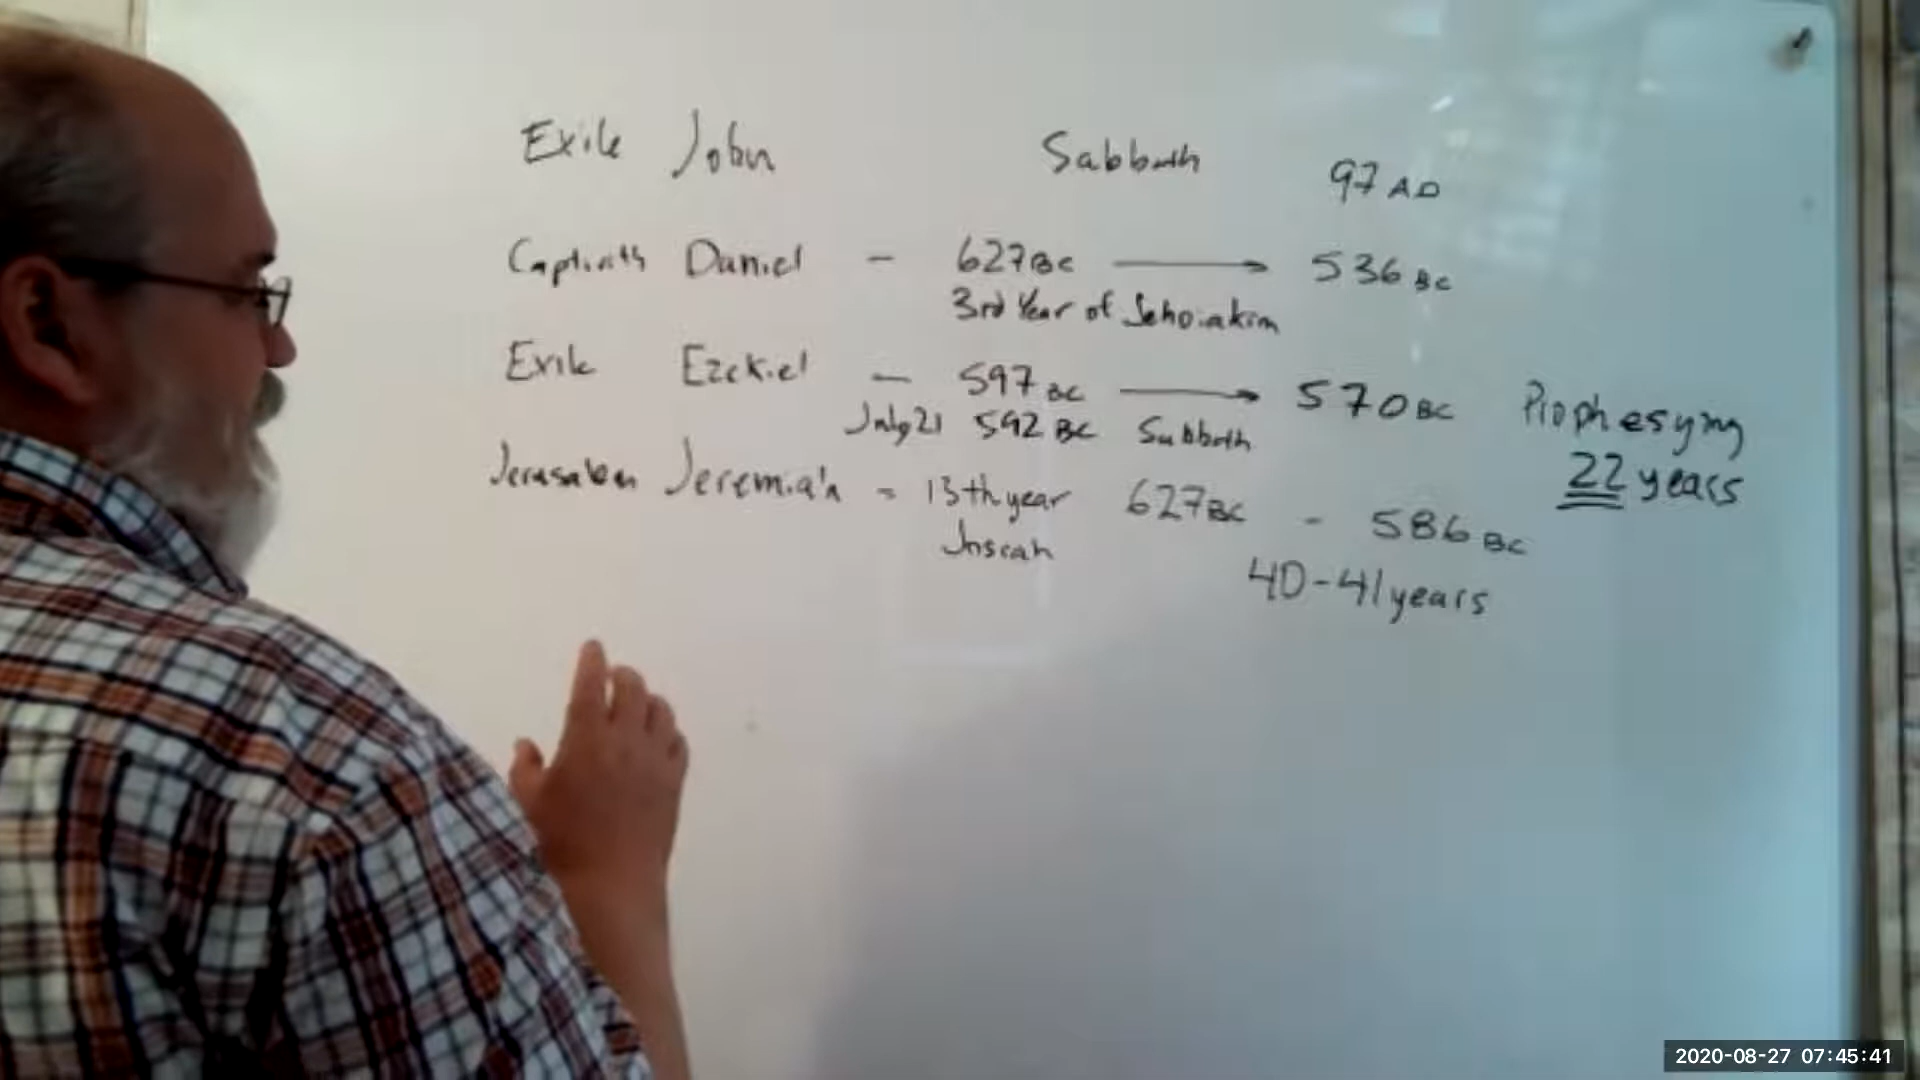 Exile John Sabbath 97 AD
Captivity Daniel - 627 BC → 536 BC
3rd Year of Jehoiakim
Exile Ezekiel - 597 BC → 570 BC Prophesying
July 21 592 BC Sabbath 22 years
Jerusalem Jeremiah = 13th year 627 BC - 586 BC
Josiah 40-41 years
2020-08-27 07:45:41